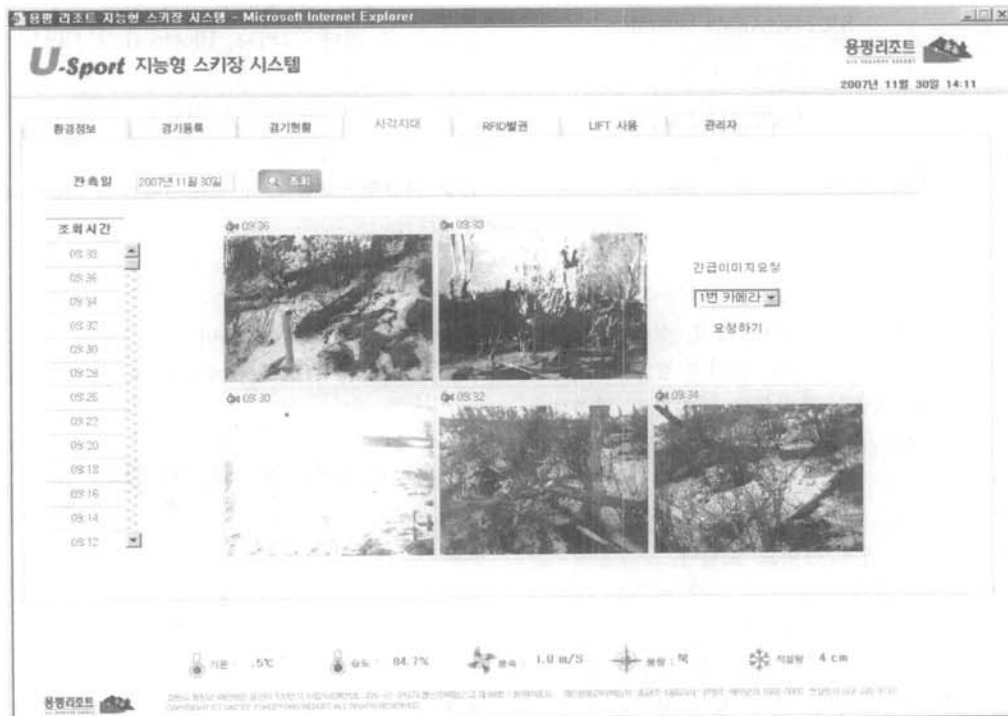 용평 리조트 지능형 스키장 시스템 - Microsoft Internet Explorer
U-Sport 지능형 스키장 시스템
용평리조트
2007년 11월 30일 14:11
환경정보 경기등록 경기현황 사각지대 RFID발권 LIFT 사용 관리자
관측일 2007년 11월 30일 조회
조회시간
09:36
09:34
09:32
09:30
09:28
09:22
09:20
09:18
09:16
09:14
09:12
09:36
09:30
09:32
09:34
긴급이미지요청
1번 카메라
요청하기
기온 : .5℃
습도 : 84.7%
풍속 : 1.0 m/S
풍향 : 북
적설량 4 cm
용평리조트